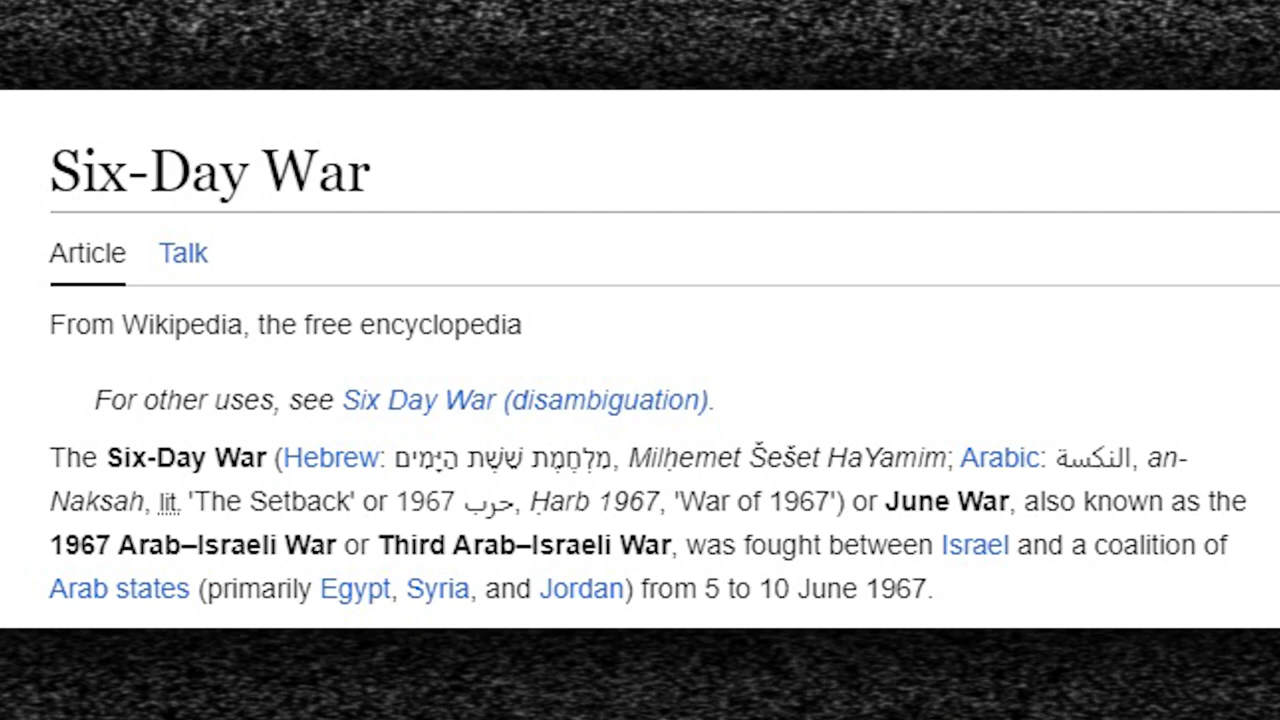 Six-Day War
Article Talk
From Wikipedia, the free encyclopedia
For other uses, see Six Day War (disambiguation).
The Six-Day War (Hebrew: מִלְחֶמֶת שֵׁשֶׁת הַיָּמִים, Milḥemet Šešet HaYamim; Arabic: النكسة, an-
Naksah, lit. 'The Setback' or 1967 حرب, Ḥarb 1967, 'War of 1967') or June War, also known as the
1967 Arab–Israeli War or Third Arab–Israeli War, was fought between Israel and a coalition of
Arab states (primarily Egypt, Syria, and Jordan) from 5 to 10 June 1967.